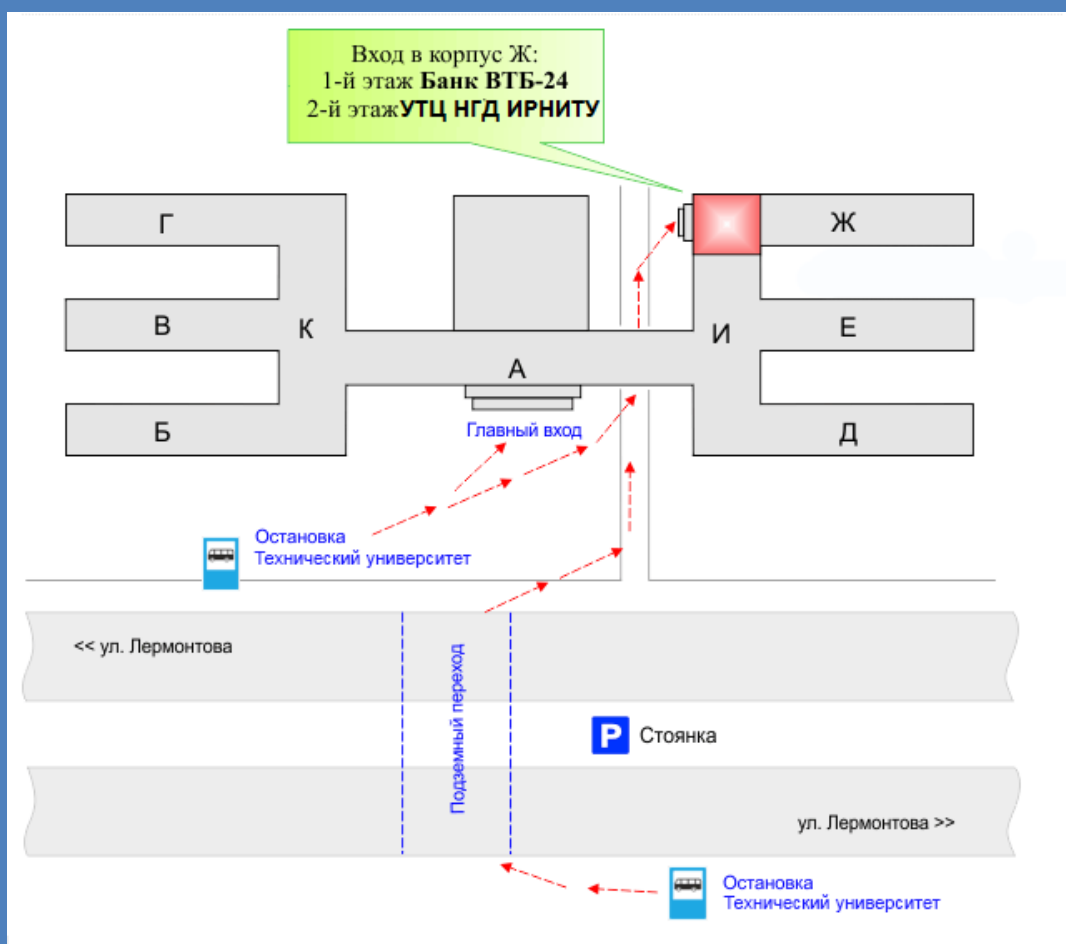 Вход в корпус Ж:
1-й этаж Банк ВТБ-24
2-й этаж УТЦ НГД ИРНИТУ
Г
Ж
В
К
И
Е
А
Б
Главный вход
Д
Остановка
Технический университет
<< ул. Лермонтова
Подземный переход
P Стоянка
ул. Лермонтова >>
Остановка
Технический университет